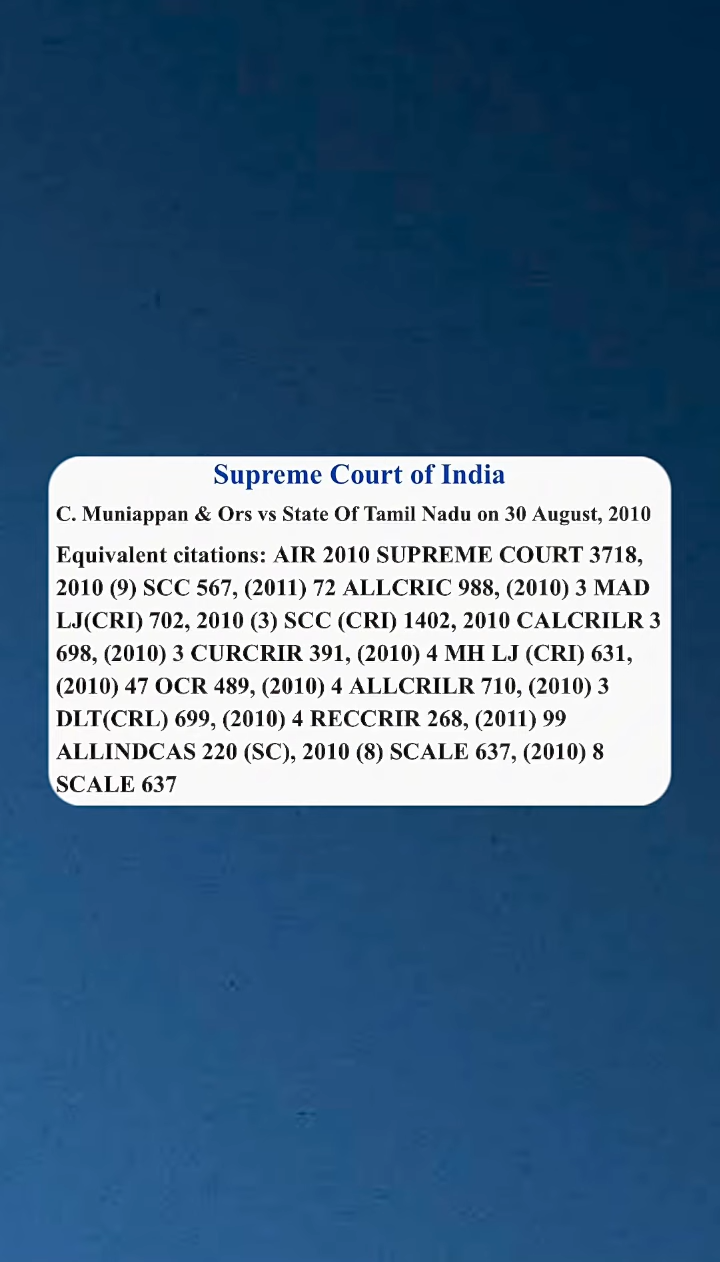 Supreme Court of India
C. Muniappan & Ors vs State Of Tamil Nadu on 30 August, 2010
Equivalent citations: AIR 2010 SUPREME COURT 3718,
2010 (9) SCC 567, (2011) 72 ALLCRIC 988, (2010) 3 MAD
LJ(CRI) 702, 2010 (3) SCC (CRI) 1402, 2010 CALCRILR 3
698, (2010) 3 CURCRIR 391, (2010) 4 MH LJ (CRI) 631,
(2010) 47 OCR 489, (2010) 4 ALLCRILR 710, (2010) 3
DLT(CRL) 699, (2010) 4 RECCRIR 268, (2011) 99
ALLINDCAS 220 (SC), 2010 (8) SCALE 637, (2010) 8
SCALE 637